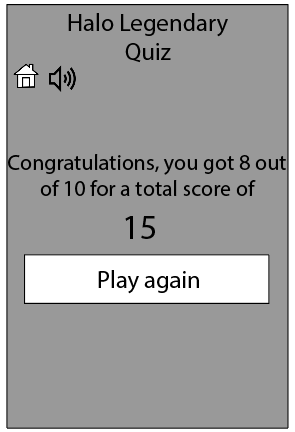 Halo Legendary
Quiz
Congratulations, you got 8 out
of 10 for a total score of
15
Play again